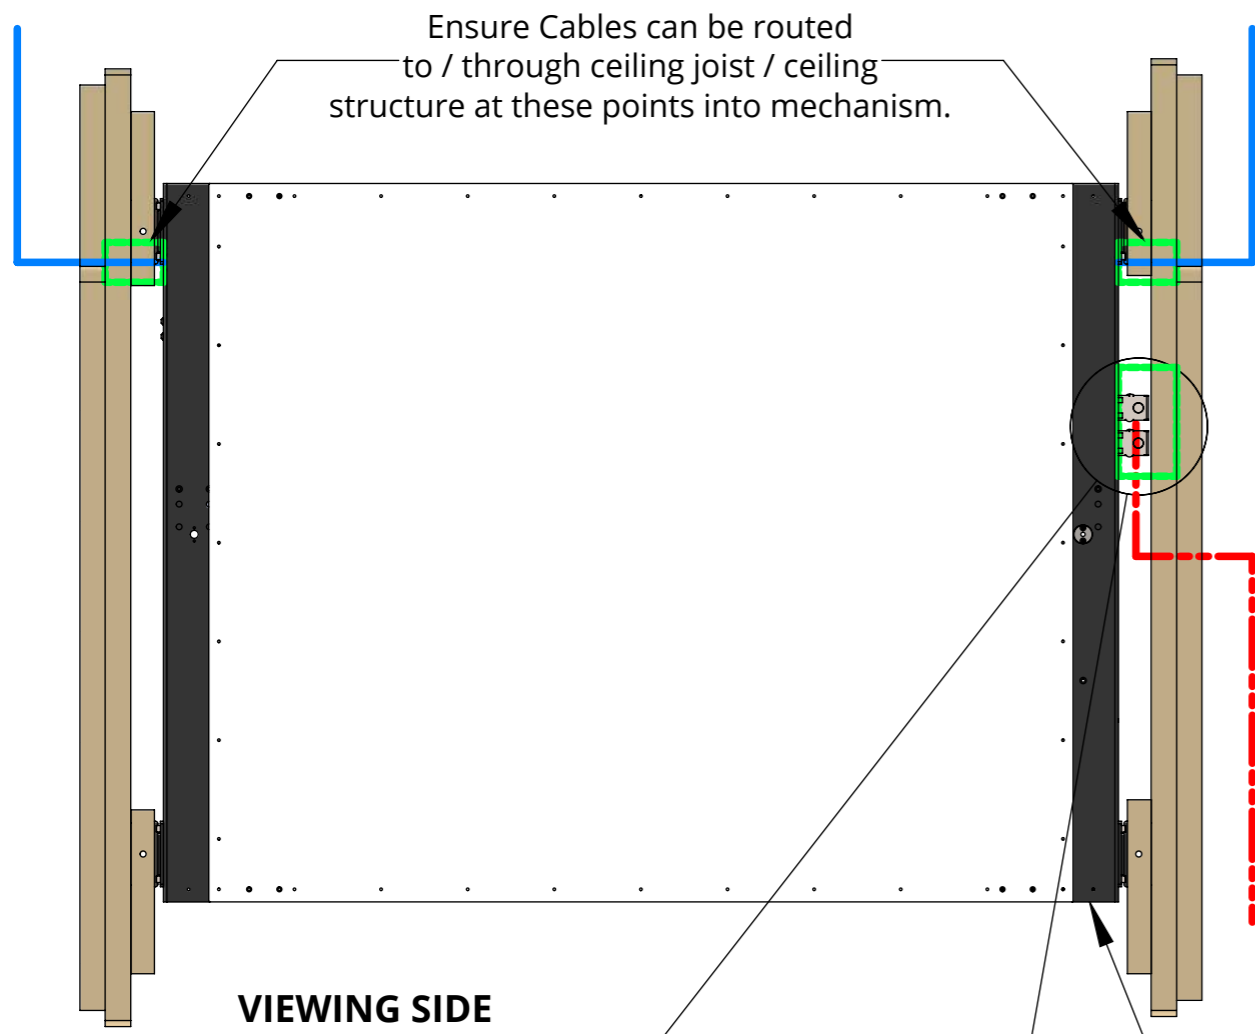 Ensure Cables can be routed
to / through ceiling joist / ceiling
structure at these points into mechanism.
VIEWING SIDE